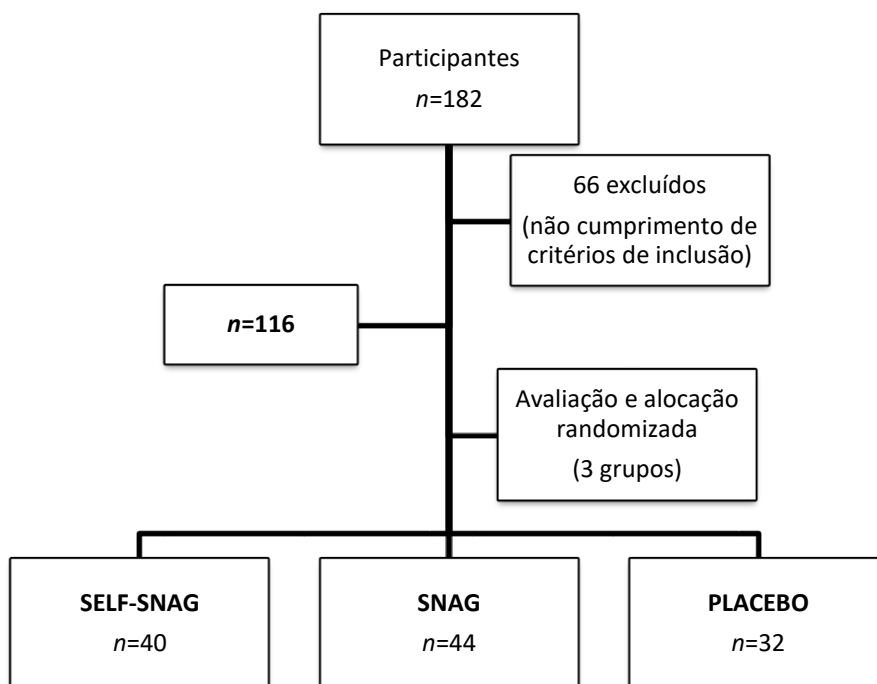 Participantes
n=182
66 excluídos
(não cumprimento de
critérios de inclusão)
n=116
Avaliação e alocação
randomizada
(3 grupos)
SELF-SNAG
n=40
SNAG
n=44
PLACEBO
n=32